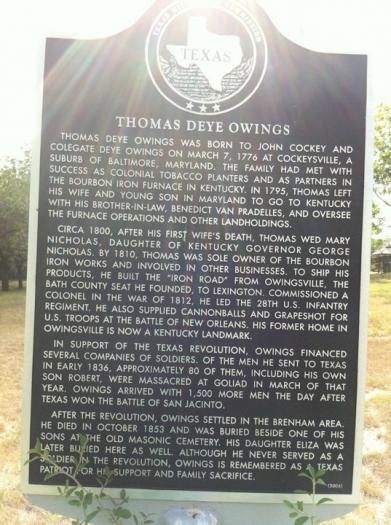 TEXAS HISTORICAL COMMISSION
TEXAS
THOMAS DEYE OWINGS
THOMAS DEYE OWINGS WAS BORN TO JOHN COCKEY AND
COLEGATE DEYE OWINGS ON MARCH 7, 1776 AT COCKEYSVILLE, A
SUBURB OF BALTIMORE, MARYLAND. THE FAMILY HAD MET WITH
SUCCESS AS COLONIAL TOBACCO PLANTERS AND AS PARTNERS IN
THE BOURBON IRON FURNACE IN KENTUCKY. IN 1795, THOMAS LEFT
HIS WIFE AND YOUNG SON IN MARYLAND TO GO TO KENTUCKY
WITH HIS BROTHER-IN-LAW, BENEDICT VAN PRADELLES, AND OVERSEE
THE FURNACE OPERATIONS AND OTHER LANDHOLDINGS.
CIRCA 1800, AFTER HIS FIRST WIFE'S DEATH, THOMAS WED MARY
NICHOLAS, DAUGHTER OF KENTUCKY GOVERNOR GEORGE
NICHOLAS. BY 1810, THOMAS WAS SOLE OWNER OF THE BOURBON
IRON WORKS AND INVOLVED IN OTHER BUSINESSES. TO SHIP HIS
PRODUCTS, HE BUILT THE "IRON ROAD" FROM OWINGSVILLE, THE
BATH COUNTY SEAT HE FOUNDED, TO LEXINGTON. COMMISSIONED A
COLONEL IN THE WAR OF 1812, HE LED THE 28TH U.S. INFANTRY
REGIMENT. HE ALSO SUPPLIED CANNONBALLS AND GRAPESHOT FOR
U.S. TROOPS AT THE BATTLE OF NEW ORLEANS. HIS FORMER HOME IN
OWINGSVILLE IS NOW A KENTUCKY LANDMARK.
IN SUPPORT OF THE TEXAS REVOLUTION, OWINGS FINANCED
SEVERAL COMPANIES OF SOLDIERS. OF THE MEN HE SENT TO TEXAS
IN EARLY 1836, APPROXIMATELY 80 OF THEM, INCLUDING HIS OWN
SON ROBERT, WERE MASSACRED AT GOLIAD IN MARCH OF THAT
YEAR. OWINGS ARRIVED WITH 1,500 MORE MEN THE DAY AFTER
TEXAS WON THE BATTLE OF SAN JACINTO.
AFTER THE REVOLUTION, OWINGS SETTLED IN THE BRENHAM AREA.
HE DIED IN OCTOBER 1853 AND WAS BURIED BESIDE ONE OF HIS
SONS AT THE OLD MASONIC CEMETERY. HIS DAUGHTER ELIZA WAS
LATER BURIED HERE AS WELL. ALTHOUGH HE NEVER SERVED AS A
SOLDIER IN THE REVOLUTION, OWINGS IS REMEMBERED AS A TEXAS
PATRIOT FOR HIS SUPPORT AND FAMILY SACRIFICE.